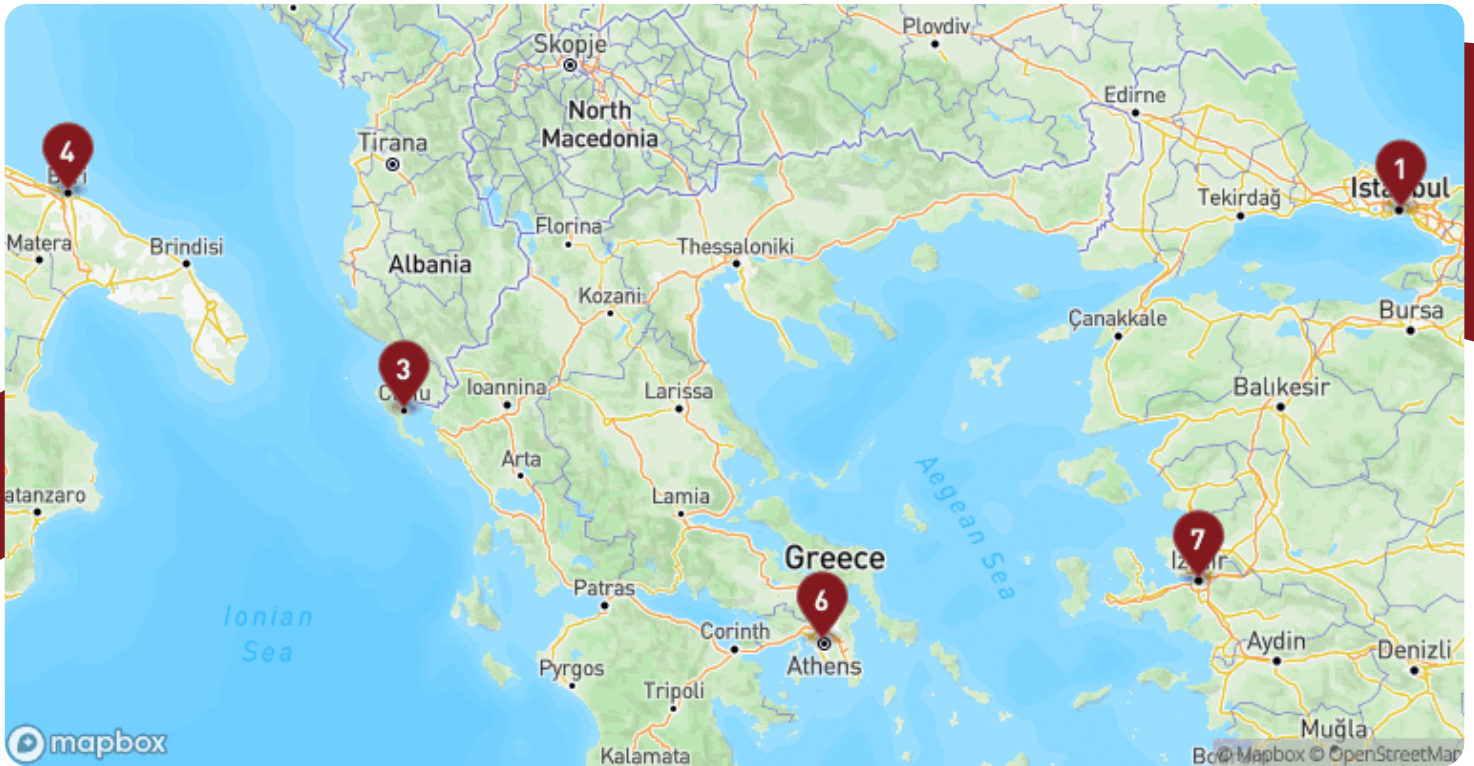 Skopje
Plovdiv
Edirne
North
Macedonia
4
Tirana
1
Istanbul
Tekirdağ
Matera
Brindisi
Florina
Thessaloniki
Albania
Kozani
Bursa
Çanakkale
3
Ioannina
Larissa
Balıkesir
Arta
Aegean Sea
atanzaro
Lamia
7
Greece
6
Patras
Ionian
Sea
Corinth
Athens
Aydin
Denizli
Pyrgos
Tripoli
Muğla
mapbox
Kalamata
© Mapbox © OpenStreetMap